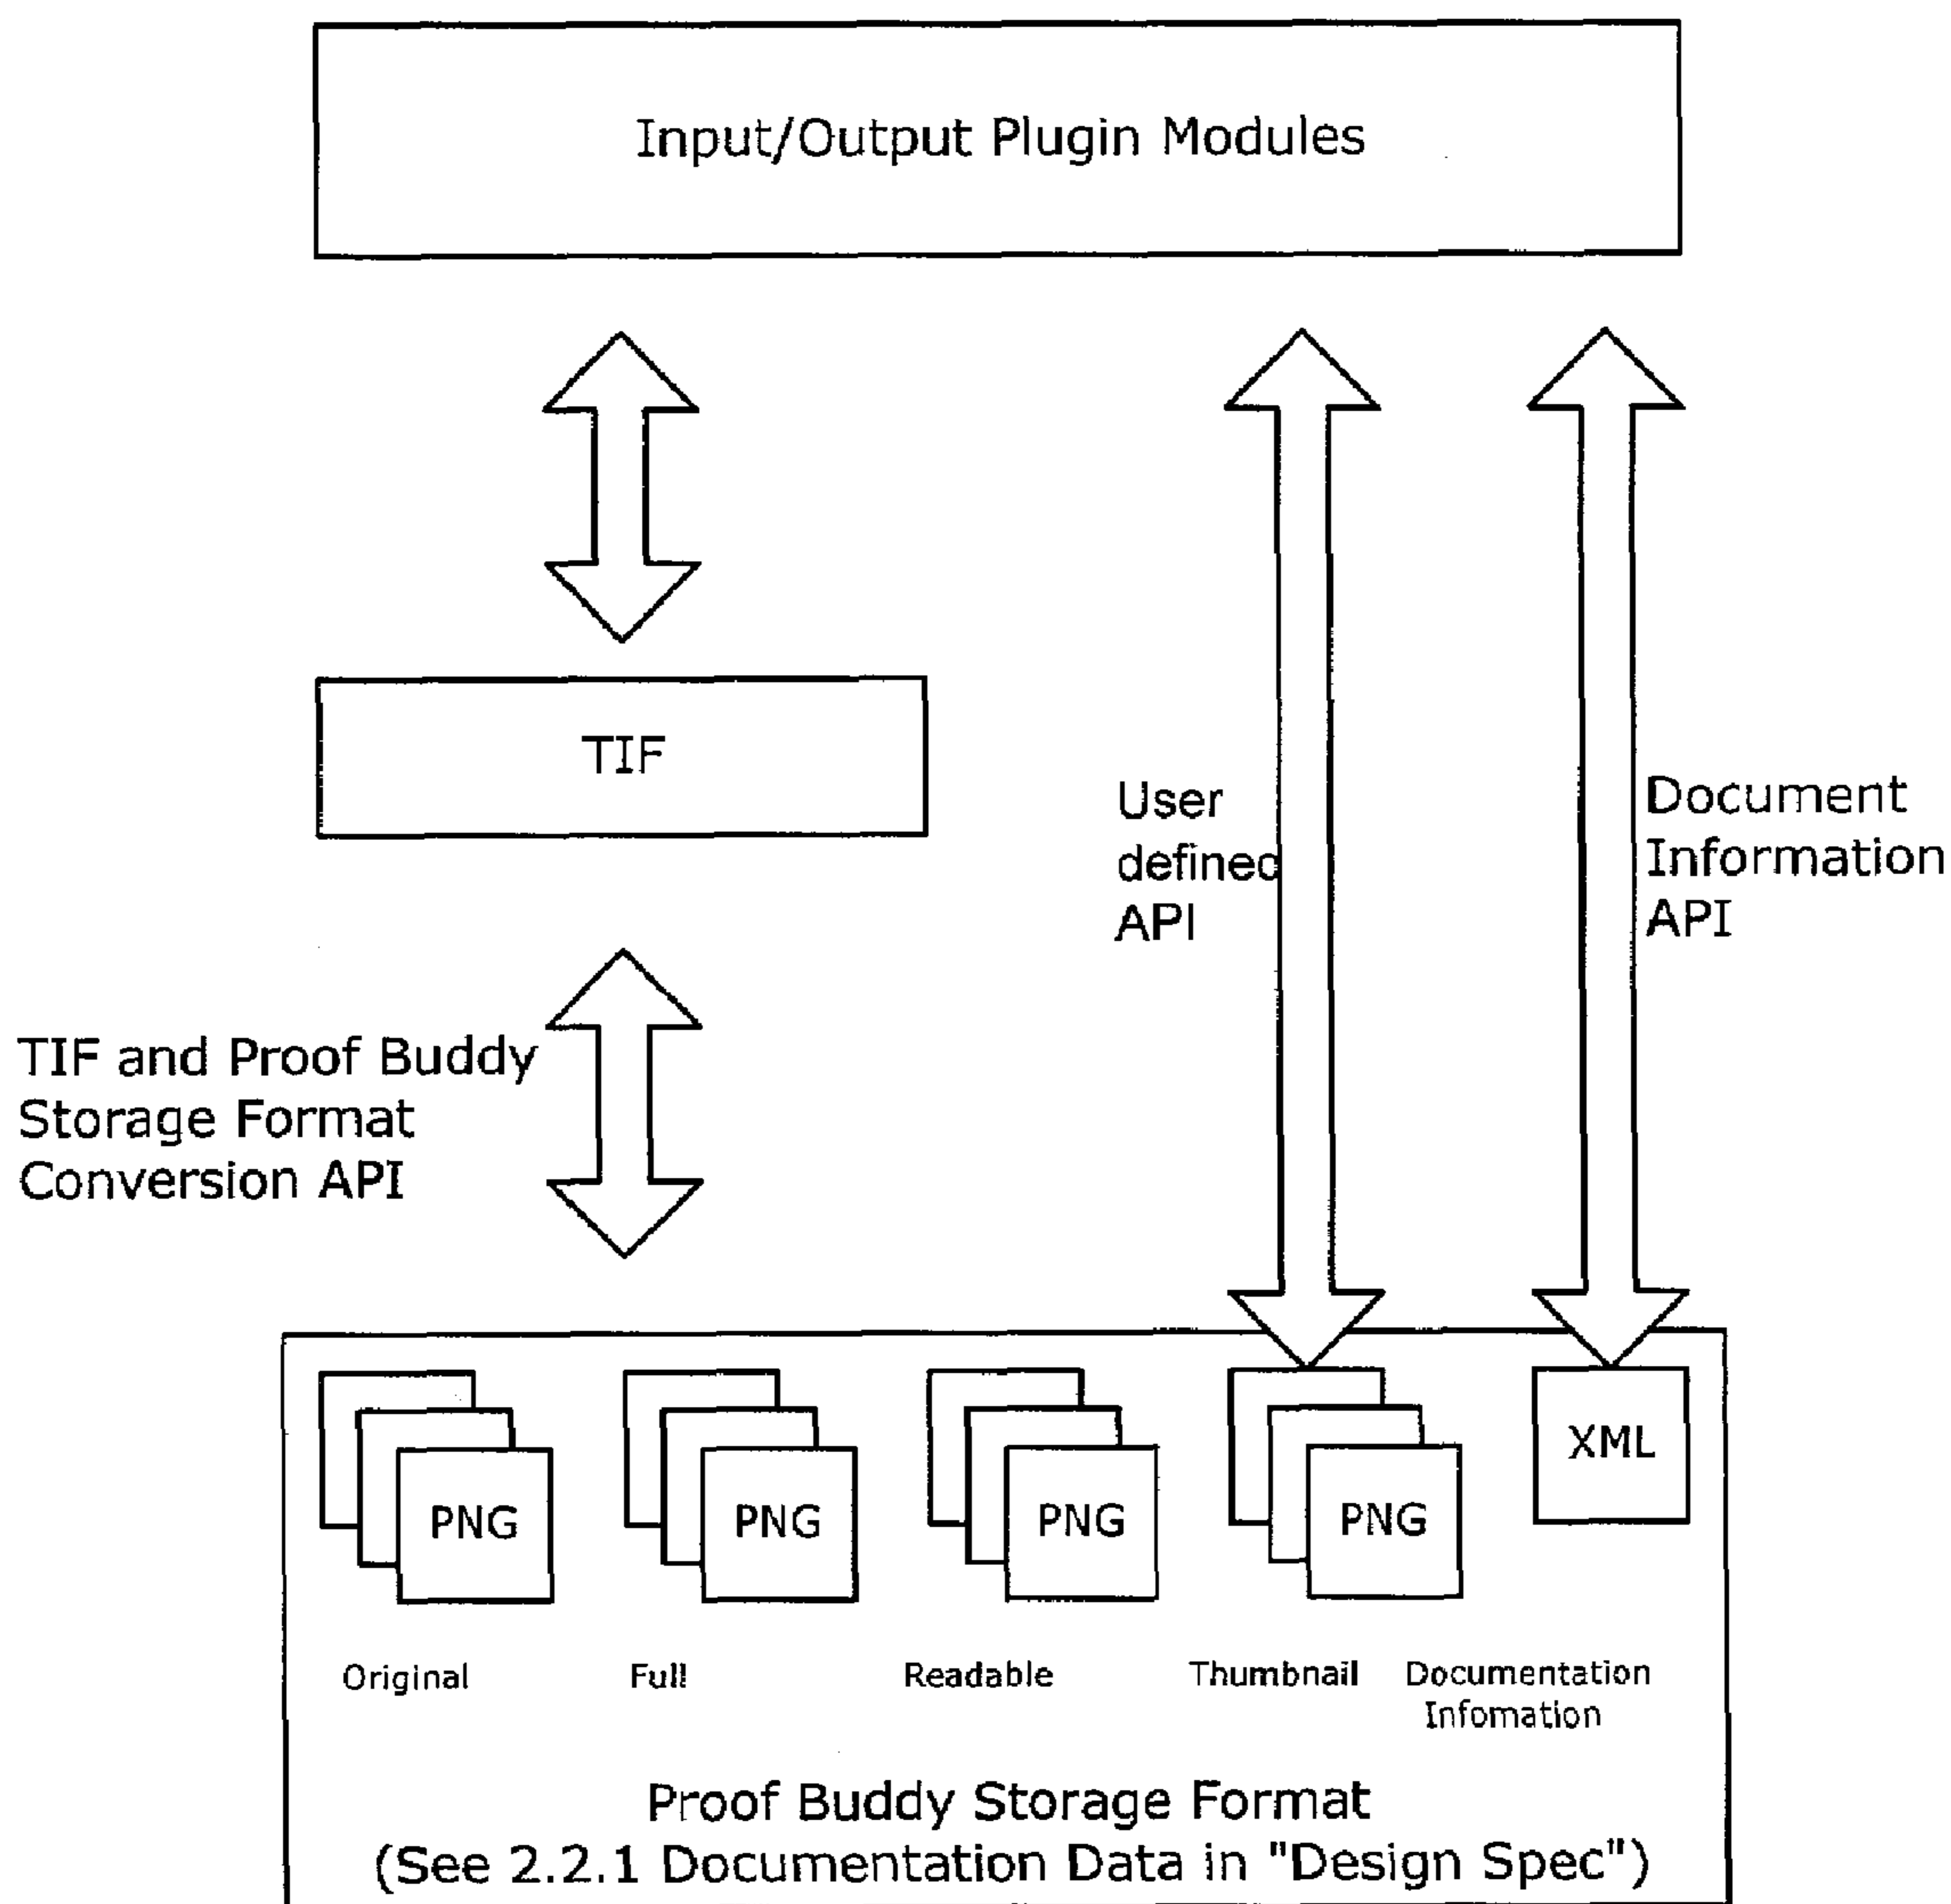 Input/Output Plugin Modules
TIF
User
defined
API
Document
Information
API
TIF and Proof Buddy
Storage Format
Conversion API
PNG
PNG
PNG
PNG
XML
Original
Full
Readable
Thumbnail
Documentation
Infomation
Proof Buddy Storage Format
(See 2.2.1 Documentation Data in "Design Spec")